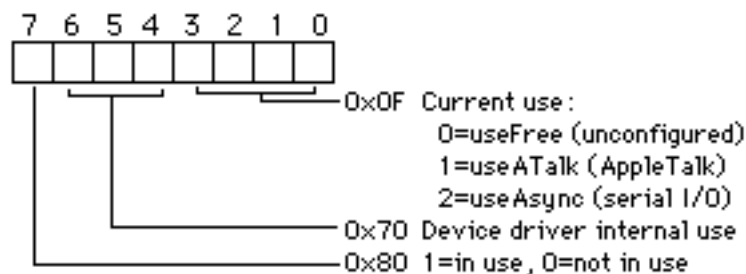 7 6 5 4 3 2 1 0
0x0F Current use:
0=useFree (unconfigured)
1=useATalk (AppleTalk)
2=useAsync (serial I/O)
0x70 Device driver internal use
0x80 1=in use, 0=not in use